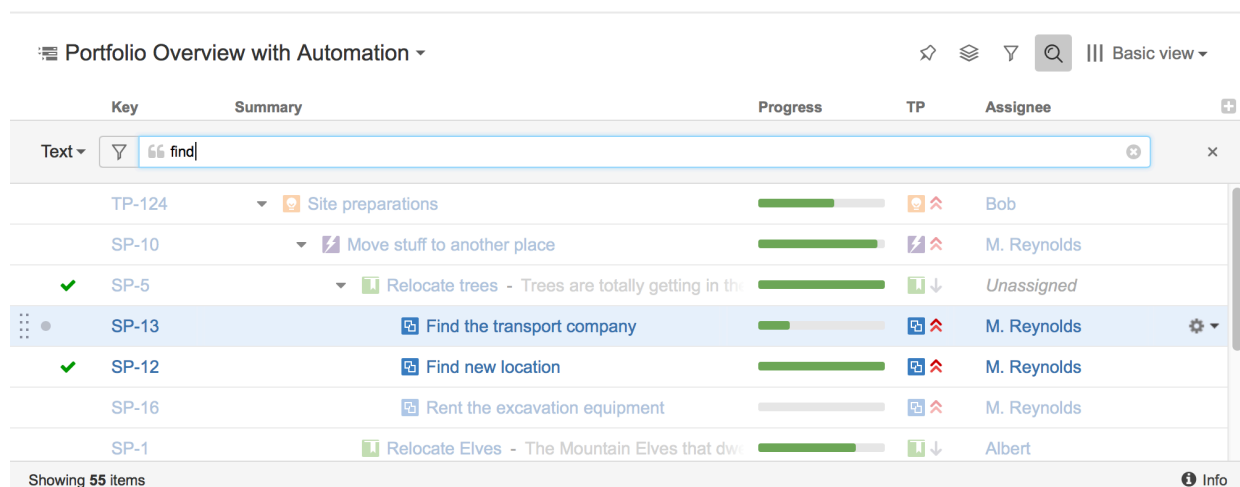 Portfolio Overview with Automation
Basic view
Key Summary Progress TP Assignee
Text find
TP-124 Site preparations Bob
SP-10 Move stuff to another place M. Reynolds
SP-5 Relocate trees - Trees are totally getting in the Unassigned
SP-13 Find the transport company M. Reynolds
SP-12 Find new location M. Reynolds
SP-16 Rent the excavation equipment M. Reynolds
SP-1 Relocate Elves - The Mountain Elves that dwe Albert
Showing 55 items Info